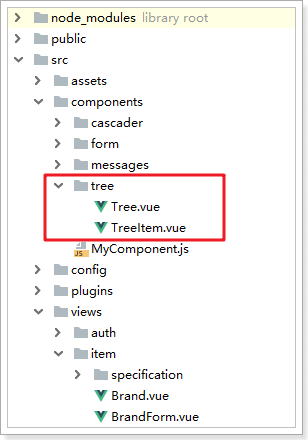 node_modules library root
public
src
assets
components
cascader
form
messages
tree
Tree.vue
TreeItem.vue
JS MyComponent.js
config
plugins
views
auth
item
specification
Brand.vue
BrandForm.vue